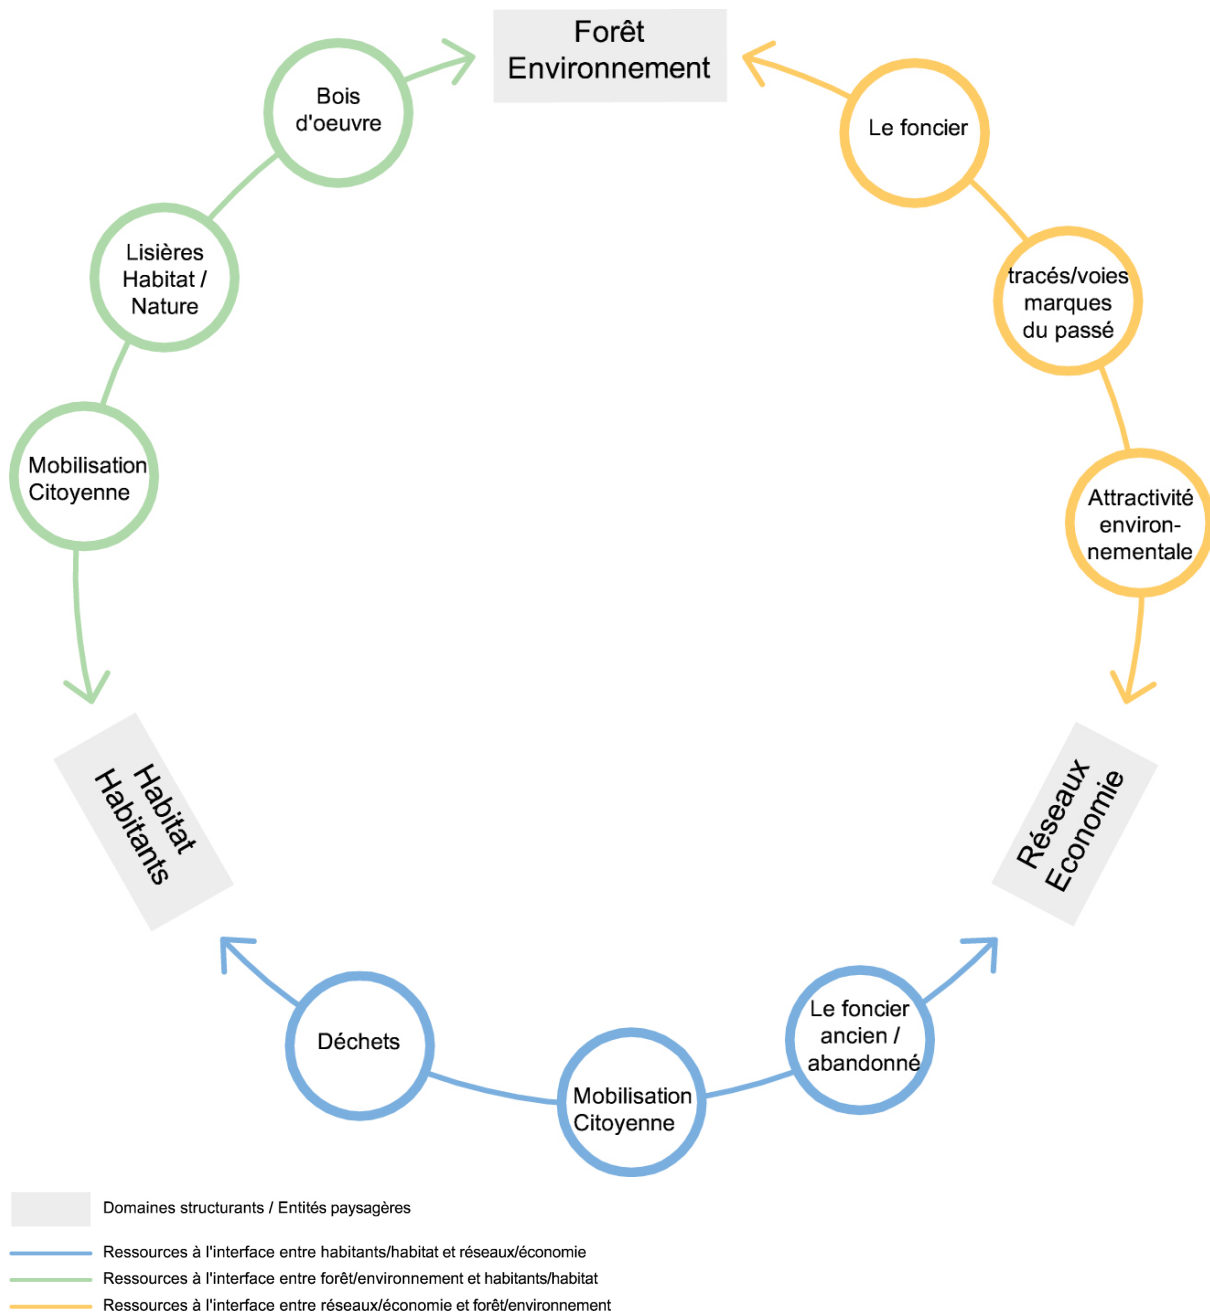 Forêt
Environnement
Bois
d'oeuvre
Le foncier
Lisières
Habitat /
Nature
tracés/voies
marques
du passé
Mobilisation
Citoyenne
Attractivité
environ-
nementale
Habitat
Habitants
Réseaux
Economie
Déchets
Mobilisation
Citoyenne
Le foncier
ancien /
abandonné
Domaines structurants / Entités paysagères
Ressources à l'interface entre habitants/habitat et réseaux/économie
Ressources à l'interface entre forêt/environnement et habitants/habitat
Ressources à l'interface entre réseaux/économie et forêt/environnement